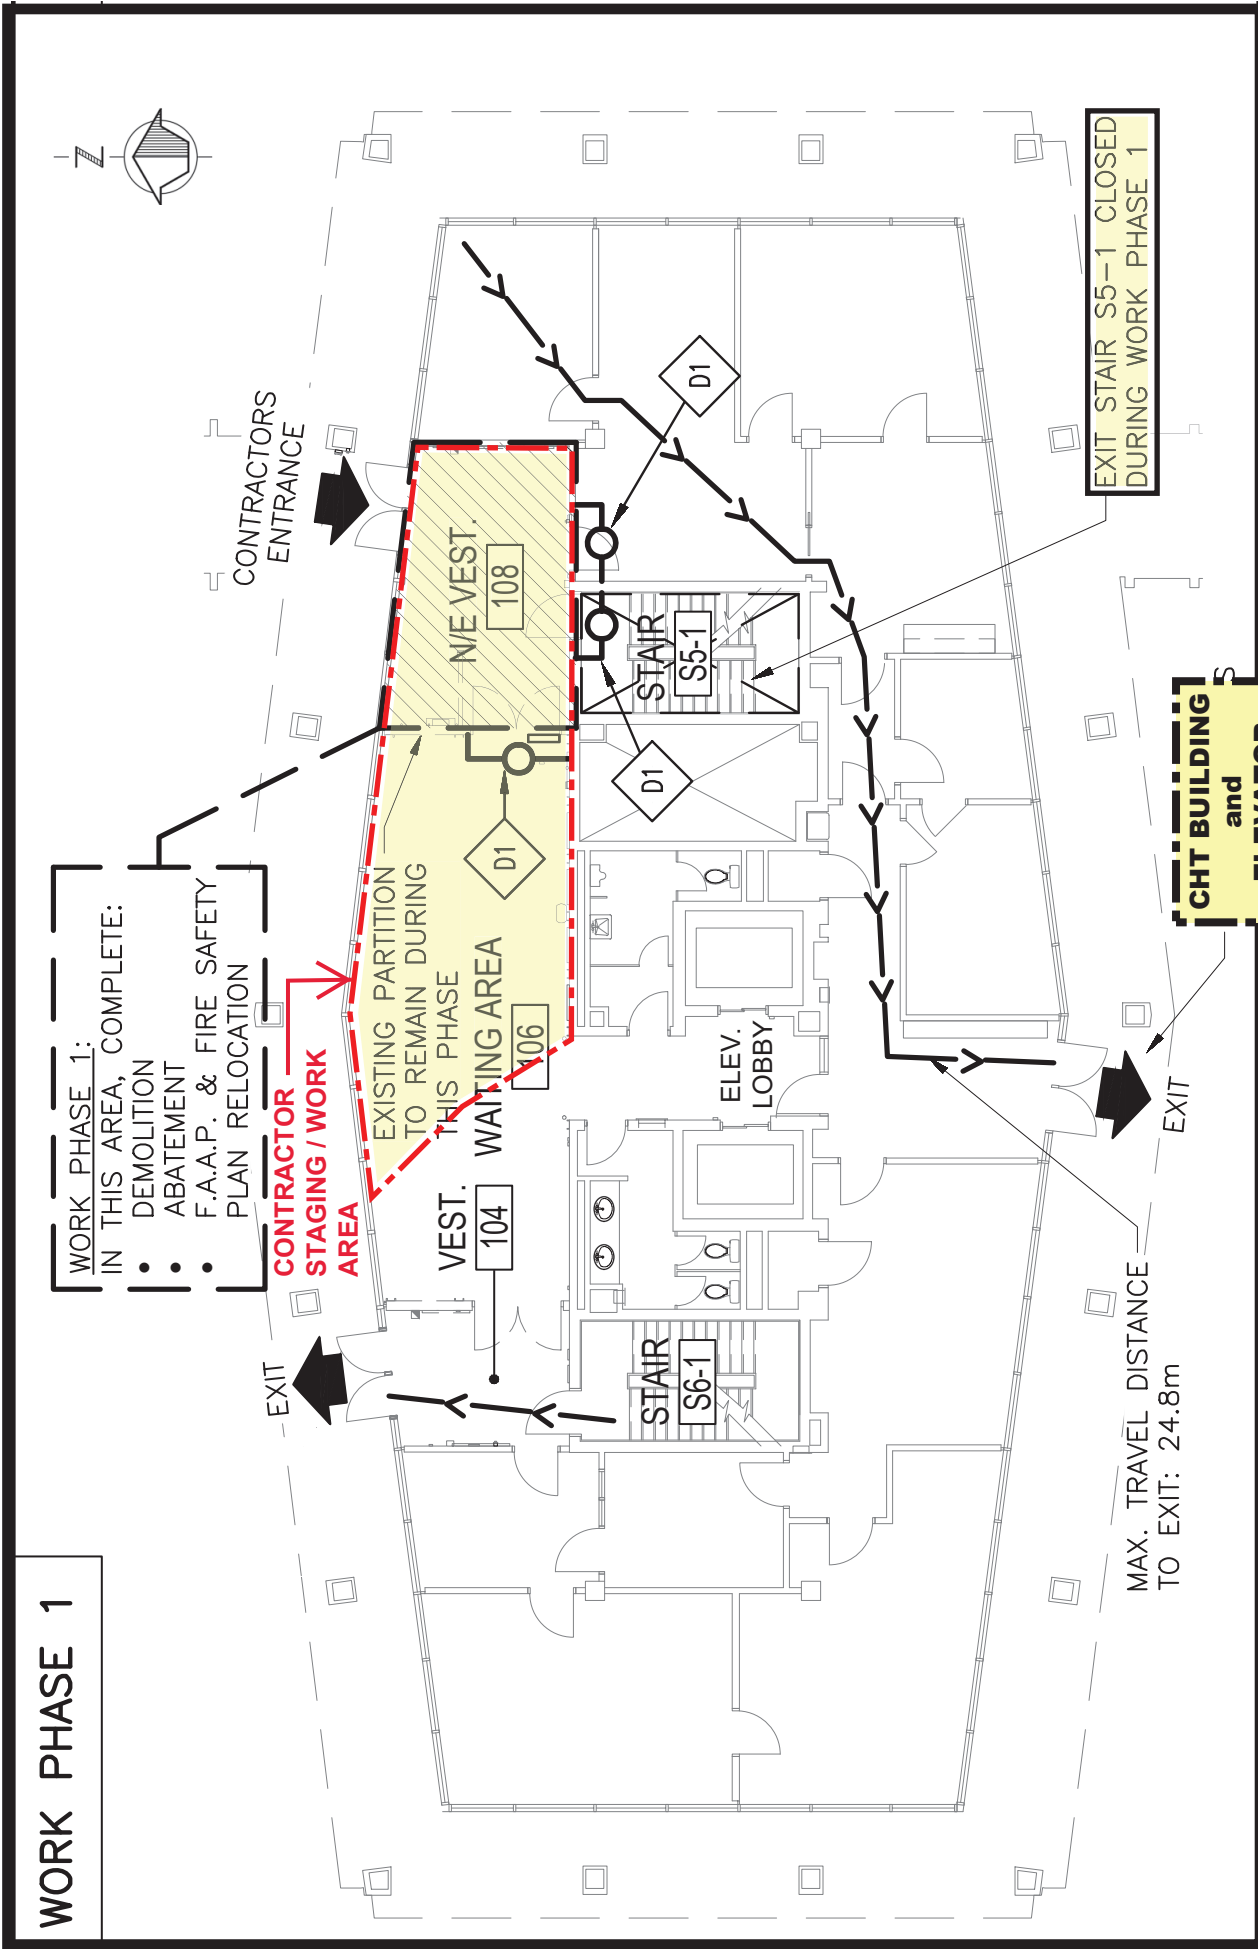 WORK PHASE 1
WORK PHASE 1:
IN THIS AREA, COMPLETE:
• DEMOLITION
• ABATEMENT
• F.A.A.P. & FIRE SAFETY
PLAN RELOCATION
CONTRACTOR
STAGING / WORK
AREA
CONTRACTORS
ENTRANCE
N
EXIT
EXISTING PARTITION
TO REMAIN DURING
THIS PHASE
WAITING AREA
106
N/E VEST.
108
VEST.
104
D1
D1
D1
STAIR
S6-1
STAIR
S5-1
ELEV.
LOBBY
EXIT
MAX. TRAVEL DISTANCE
TO EXIT: 24.8m
EXIT STAIR S5-1 CLOSED
DURING WORK PHASE 1
CHT BUILDING
and
S